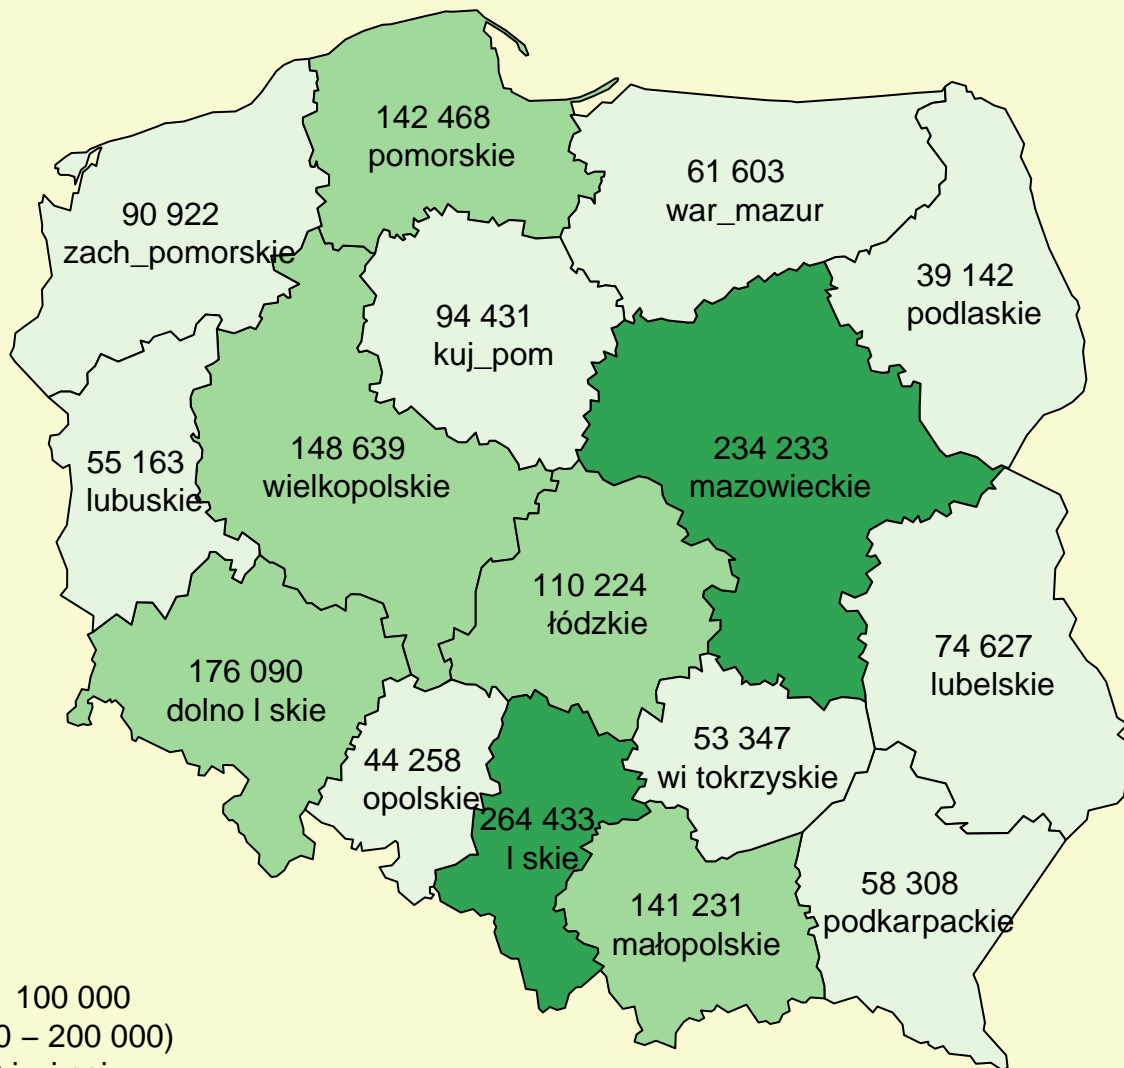 142 468
pomorskie
61 603
war_mazur
90 922
zach_pomorskie
39 142
podlaskie
94 431
kuj_pom
148 639
wielkopolskie
234 233
mazowieckie
55 163
lubuskie
110 224
łódzkie
74 627
lubelskie
176 090
dolno l skie
53 347
wi tokrzyskie
44 258
opolskie
264 433
l skie
58 308
podkarpackie
141 231
małopolskie
100 000
0 – 200 000)